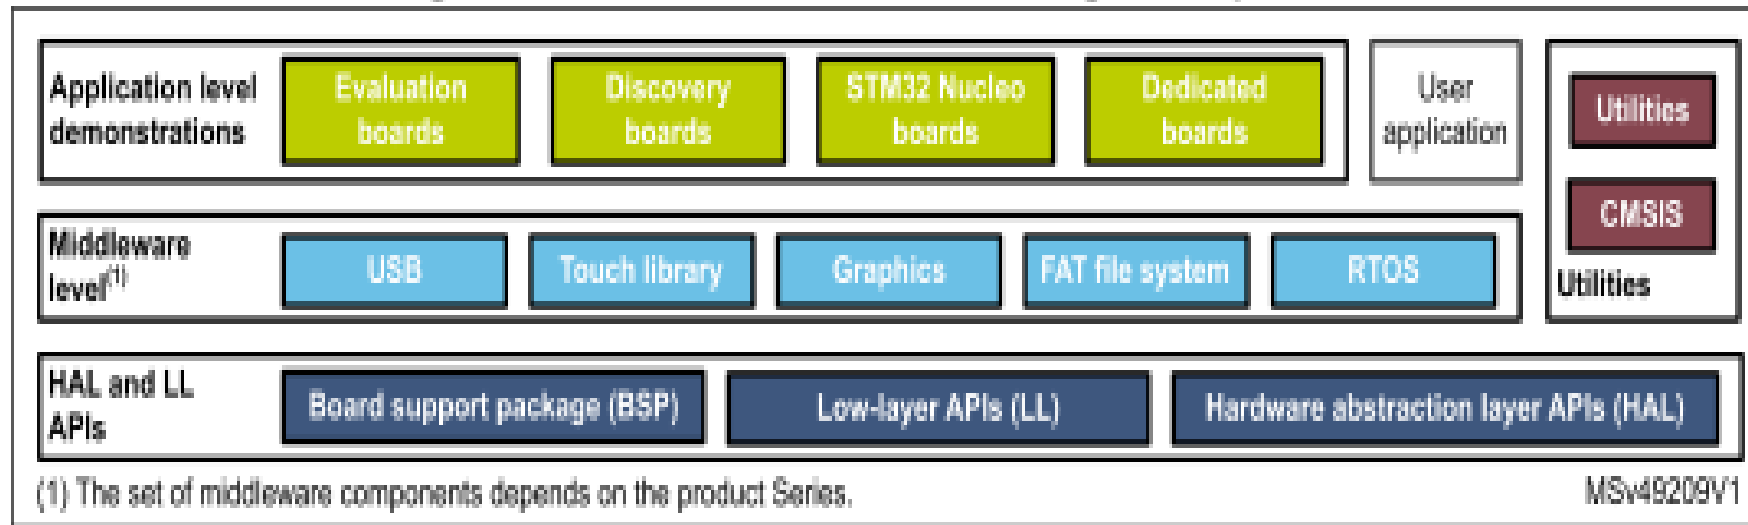 Application level
demonstrations
Evaluation
boards
Discovery
boards
STM32 Nucleo
boards
Dedicated
boards
User
application
Utilities
CMSIS
Utilities
Middleware
level(1)
USB
Touch library
Graphics
FAT file system
RTOS
HAL and LL
APIs
Board support package (BSP)
Low-layer APIs (LL)
Hardware abstraction layer APIs (HAL)
(1) The set of middleware components depends on the product Series.
MSv49209V1